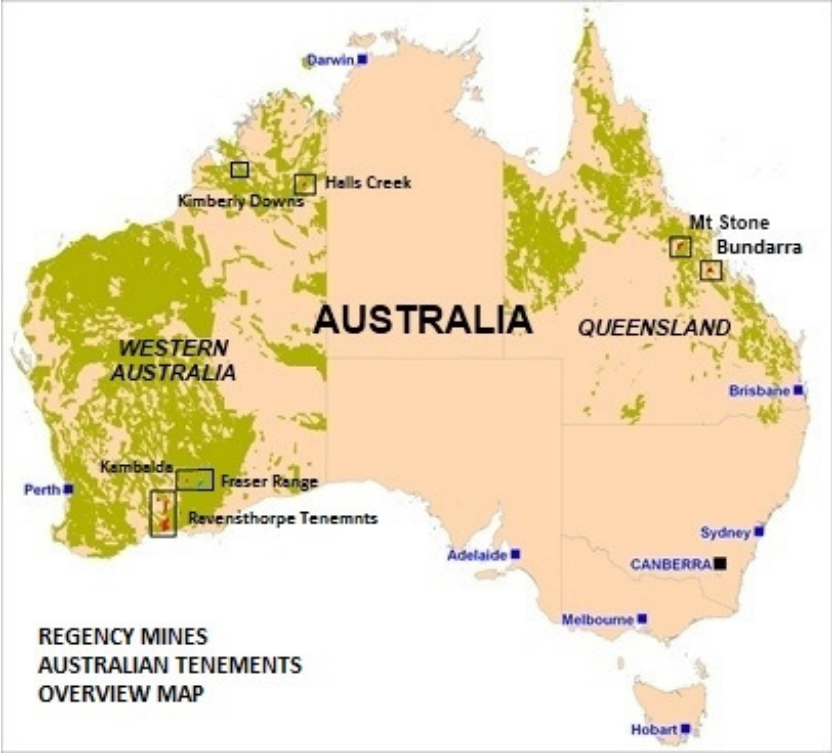 Darwin
Halls Creek
Kimberly Downs
Mt Stone
Bundarra
AUSTRALIA
QUEENSLAND
WESTERN
AUSTRALIA
Brisbane
Kambalda
Fraser Range
Perth
Ravensthorpe Tenemnts
Sydney
Adelaide
CANBERRA
Melbourne
REGENCY MINES
AUSTRALIAN TENEMENTS
OVERVIEW MAP
Hobart